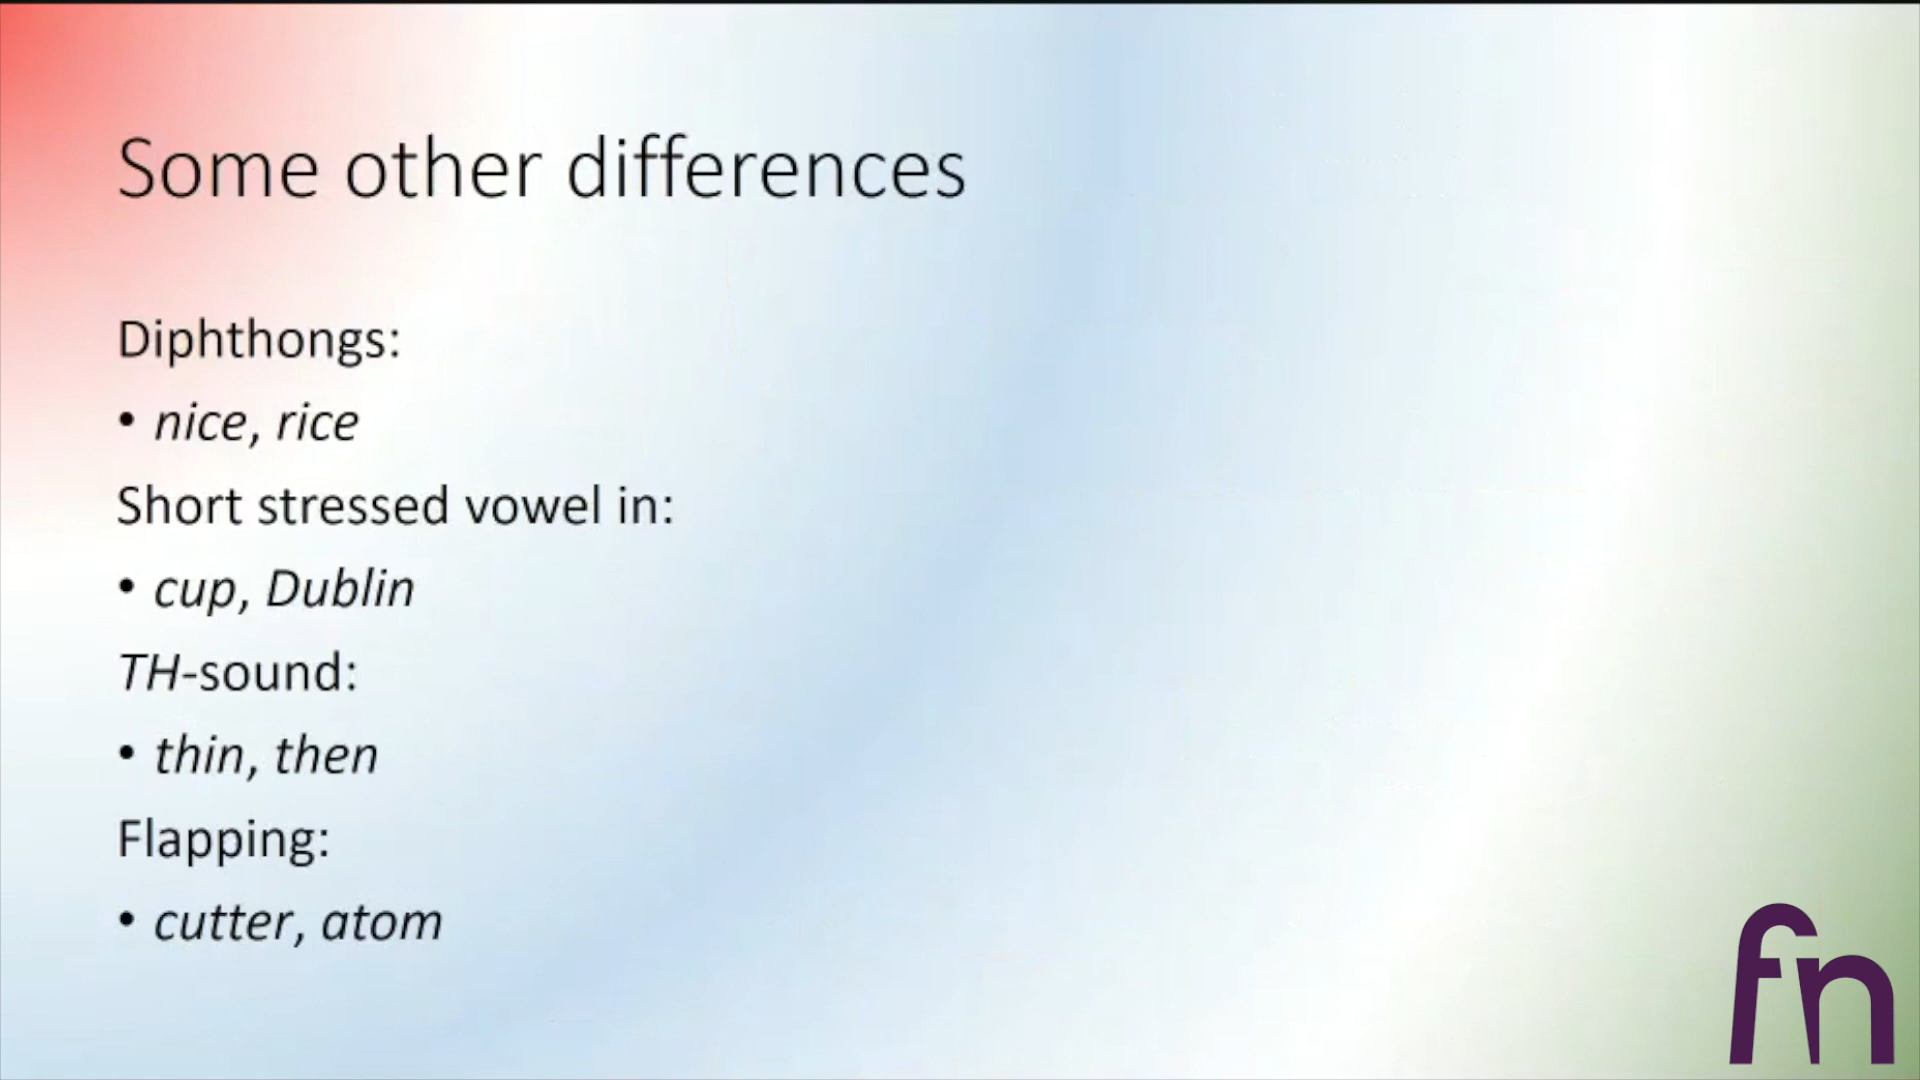 Some other differences
Diphthongs:
• nice, rice
Short stressed vowel in:
• cup, Dublin
TH-sound:
• thin, then
Flapping:
• cutter, atom
fn